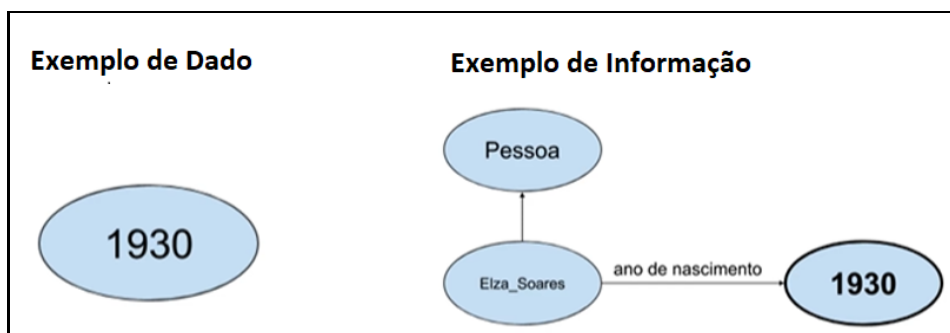 Exemplo de Dado
Exemplo de Informação
Pessoa
1930
Elza_Soares
ano de nascimento
1930